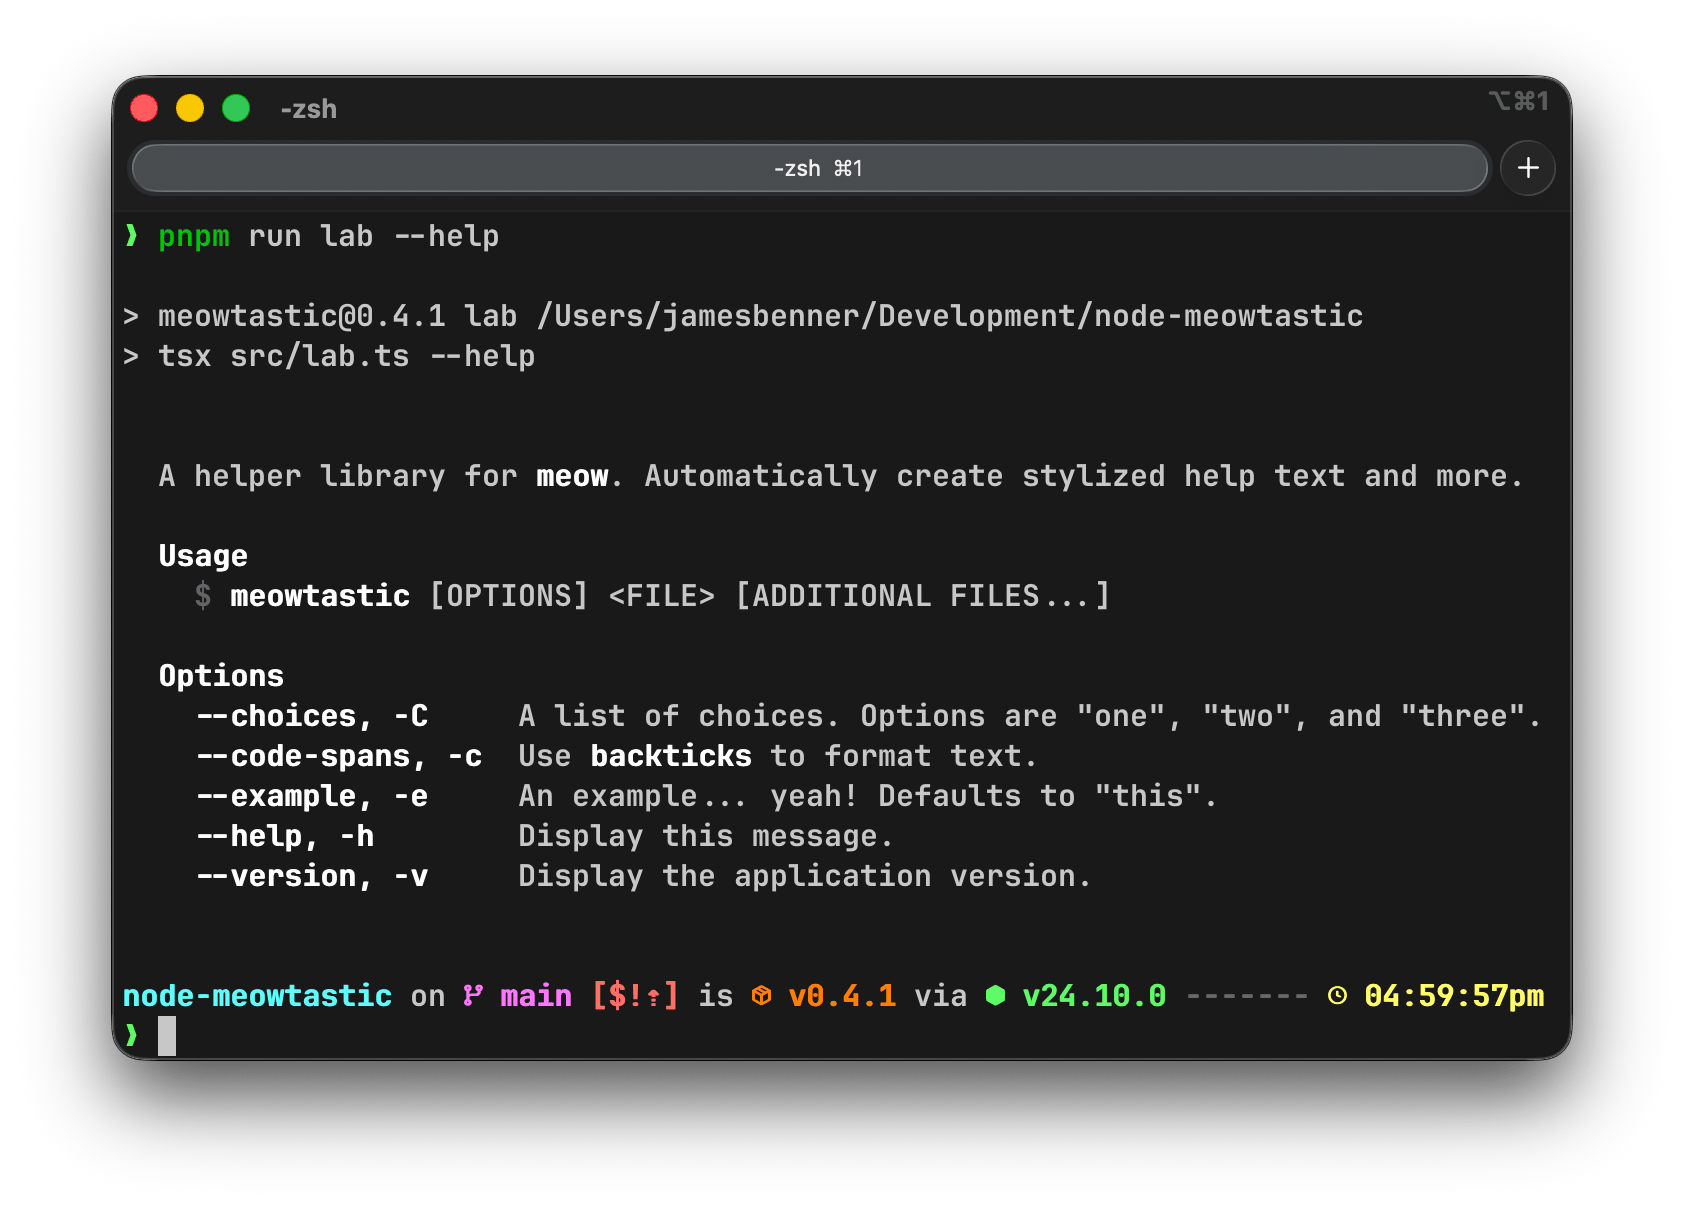 -zsh
⌥⌘1
-zsh ⌘1
+
❯ pnpm run lab --help
> meowtastic@0.4.1 lab /Users/jamesbenner/Development/node-meowtastic
> tsx src/lab.ts --help
A helper library for meow. Automatically create stylized help text and more.
Usage
$ meowtastic [OPTIONS] <FILE> [ADDITIONAL FILES...]
Options
--choices, -C A list of choices. Options are "one", "two", and "three".
--code-spans, -c Use backticks to format text.
--example, -e An example... yeah! Defaults to "this".
--help, -h Display this message.
--version, -v Display the application version.
node-meowtastic on main [$!⇡] is v0.4.1 via ⬢ v24.10.0 ------- 04:59:57pm
❯